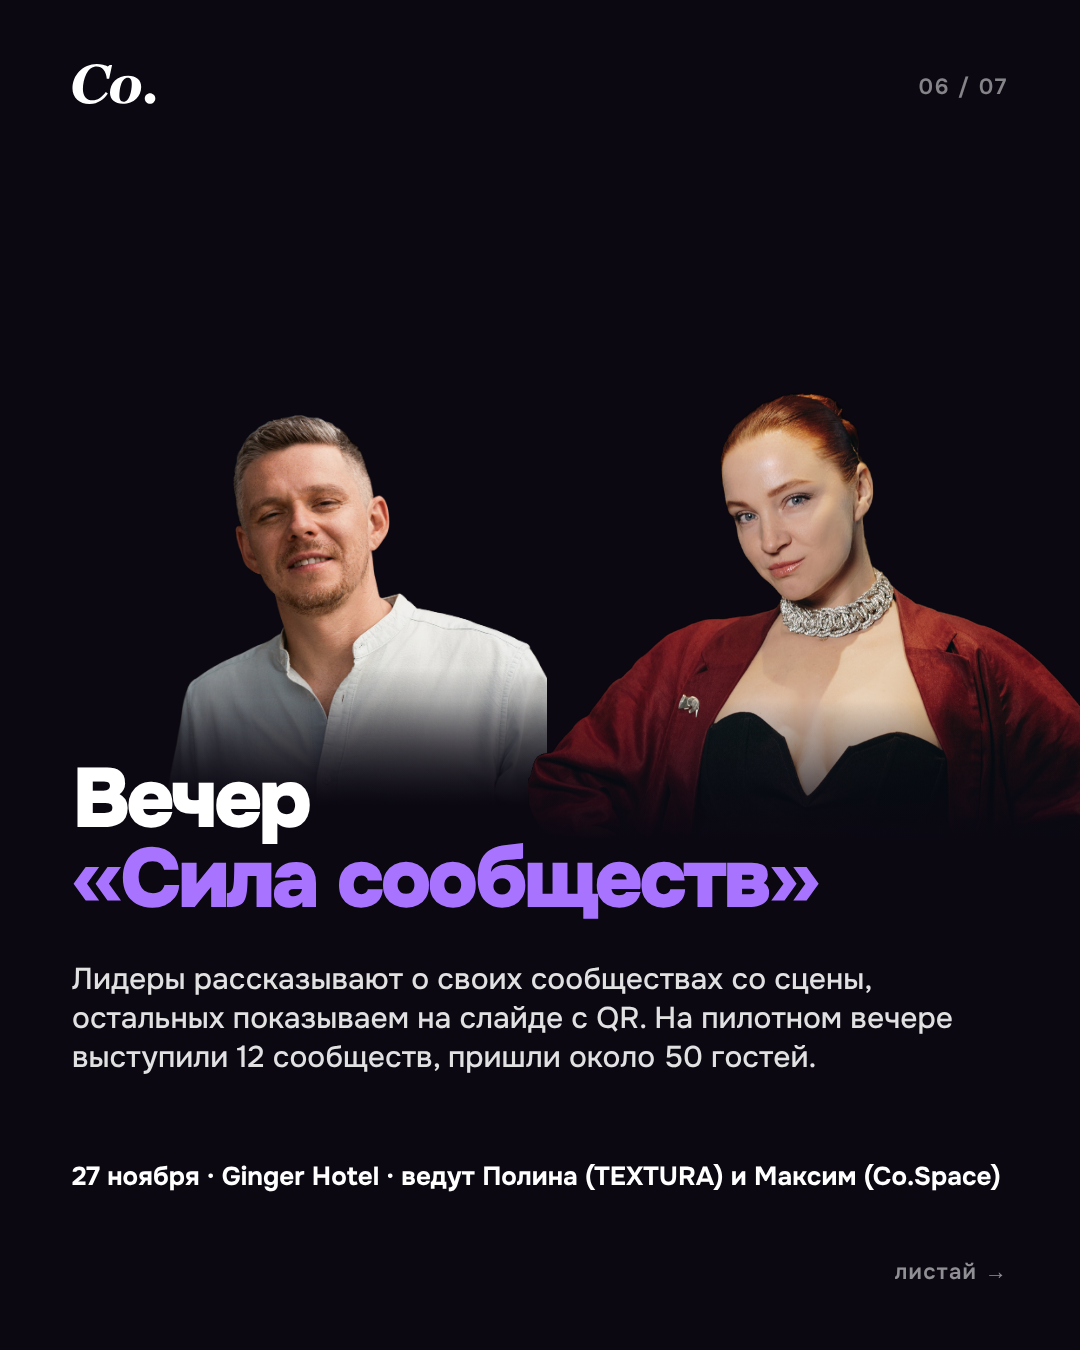 Co.
06 / 07
Вечер
«Сила сообществ»
Лидеры рассказывают о своих сообществах со сцены,
остальных показываем на слайде с QR. На пилотном вечере
выступили 12 сообществ, пришли около 50 гостей.
27 ноября · Ginger Hotel · ведут Полина (TEXTURA) и Максим (Co.Space)
листай →